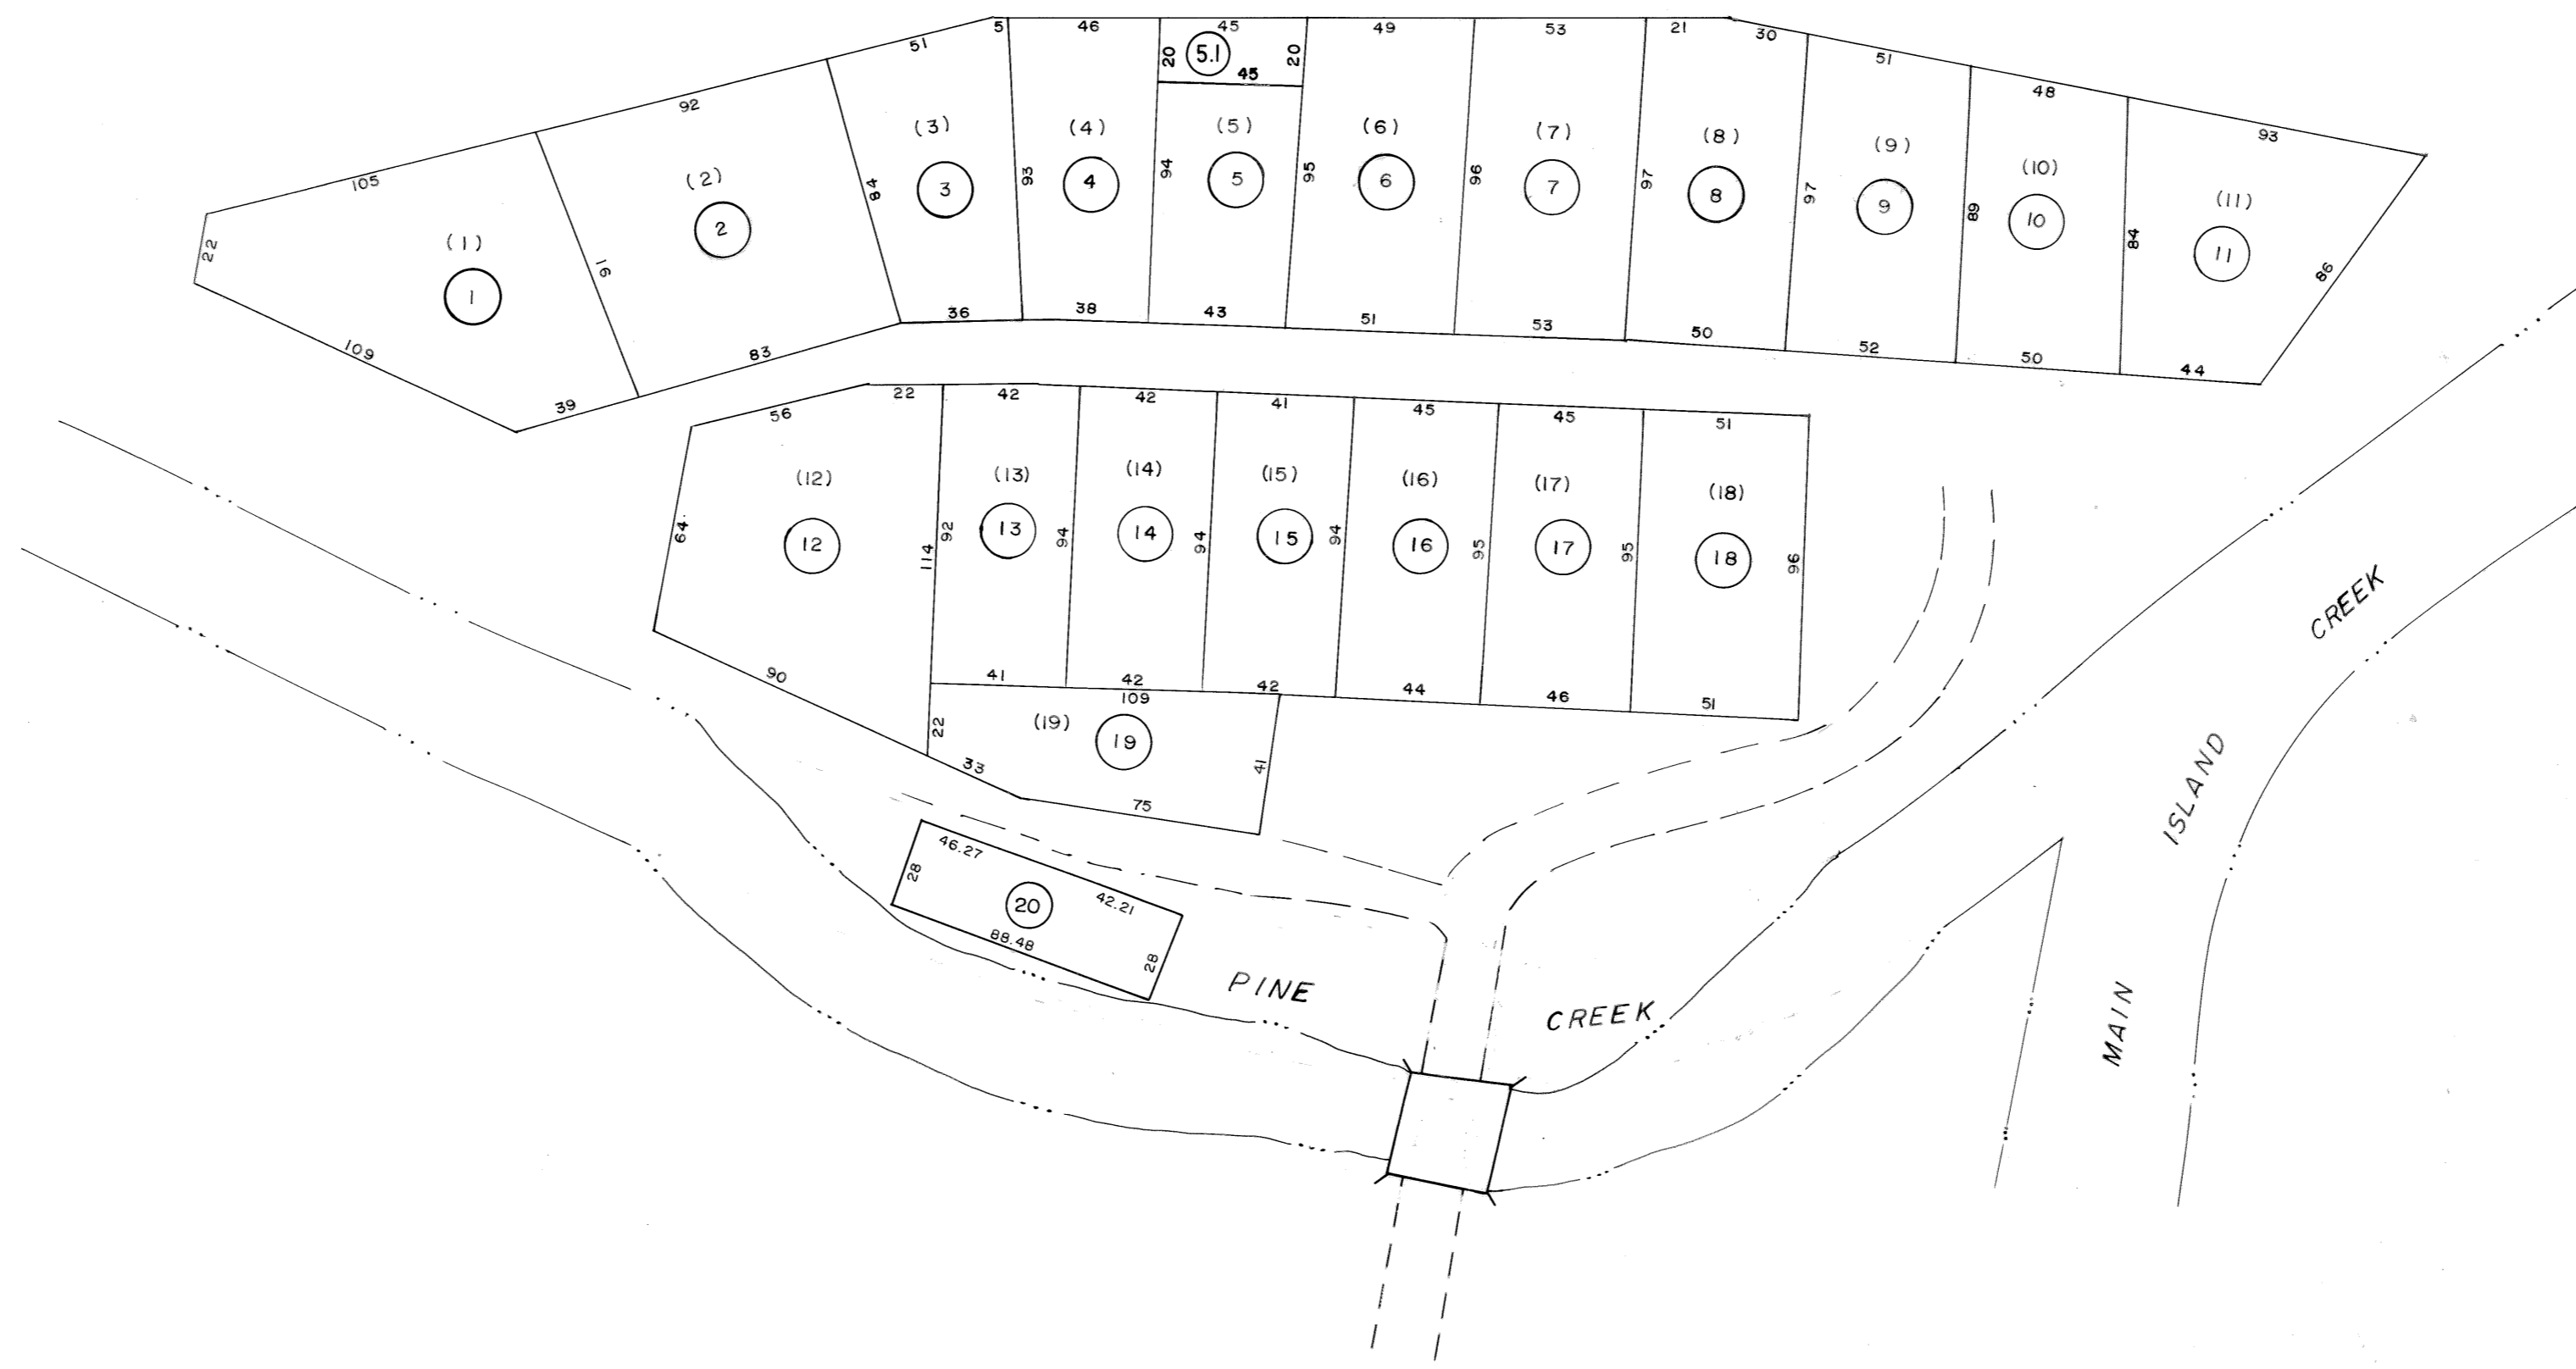 5 46 45 49 53 21 30
51 51
92 20 5.1 20 48
45
105 93
(3) (4) (5) (6) (7) (8) (9) (10) (11)
(1) (2)
22 91 84 93 94 95 96 97 97 89 84 86
1 2 3 4 5 6 7 8 9 10 11
109 39 83 36 38 43 51 53 50 52 50 44
56 22 42 42 41 45 45 51
(12) (13) (14) (15) (16) (17) (18)
64 114 92 94 94 94 95 95 96
12 13 14 15 16 17 18
90 41 42 42 44 46 51
109
22 (19) 19 41
33 75
46.27
28 20 42.21
88.48 28
PINE CREEK
MAIN ISLAND CREEK